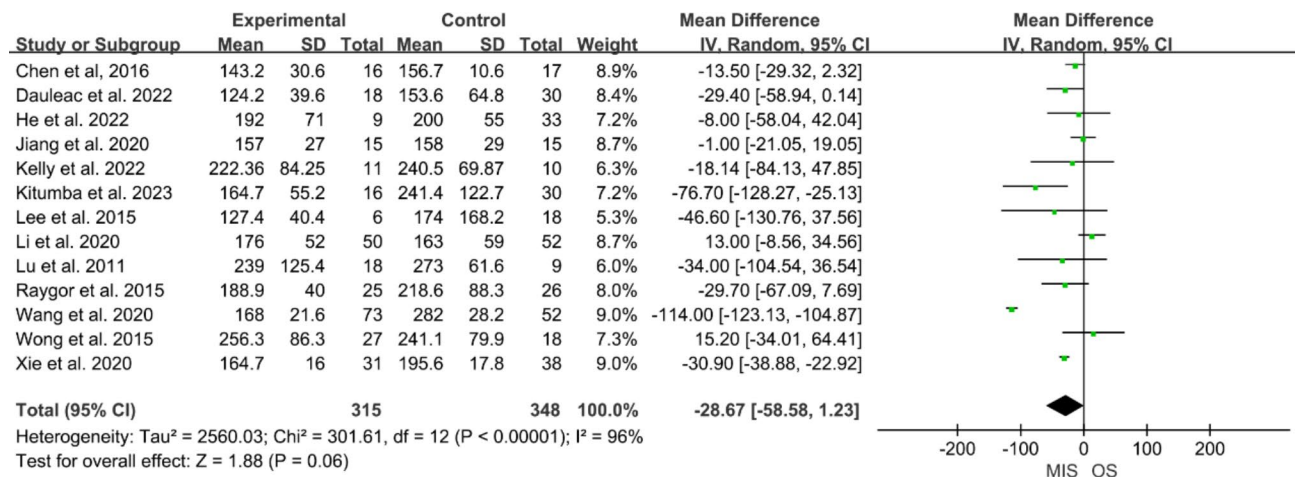 Experimental Control Mean Difference Mean Difference
Study or Subgroup Mean SD Total Mean SD Total Weight IV, Random, 95% CI IV, Random, 95% CI
Chen et al, 2016 143.2 30.6 16 156.7 10.6 17 8.9% -13.50 [-29.32, 2.32]
Dauleac et al. 2022 124.2 39.6 18 153.6 64.8 30 8.4% -29.40 [-58.94, 0.14]
He et al. 2022 192 71 9 200 55 33 7.2% -8.00 [-58.04, 42.04]
Jiang et al. 2020 157 27 15 158 29 15 8.7% -1.00 [-21.05, 19.05]
Kelly et al. 2022 222.36 84.25 11 240.5 69.87 10 6.3% -18.14 [-84.13, 47.85]
Kitumba et al. 2023 164.7 55.2 16 241.4 122.7 30 7.2% -76.70 [-128.27, -25.13]
Lee et al. 2015 127.4 40.4 6 174 168.2 18 5.3% -46.60 [-130.76, 37.56]
Li et al. 2020 176 52 50 163 59 52 8.7% 13.00 [-8.56, 34.56]
Lu et al. 2011 239 125.4 18 273 61.6 9 6.0% -34.00 [-104.54, 36.54]
Raygor et al. 2015 188.9 40 25 218.6 88.3 26 8.0% -29.70 [-67.09, 7.69]
Wang et al. 2020 168 21.6 73 282 28.2 52 9.0% -114.00 [-123.13, -104.87]
Wong et al. 2015 256.3 86.3 27 241.1 79.9 18 7.3% 15.20 [-34.01, 64.41]
Xie et al. 2020 164.7 16 31 195.6 17.8 38 9.0% -30.90 [-38.88, -22.92]
Total (95% CI) 315 348 100.0% -28.67 [-58.58, 1.23]
Heterogeneity: Tau² = 2560.03; Chi² = 301.61, df = 12 (P < 0.00001); I² = 96%
Test for overall effect: Z = 1.88 (P = 0.06)
-200 -100 0 100 200
MIS OS